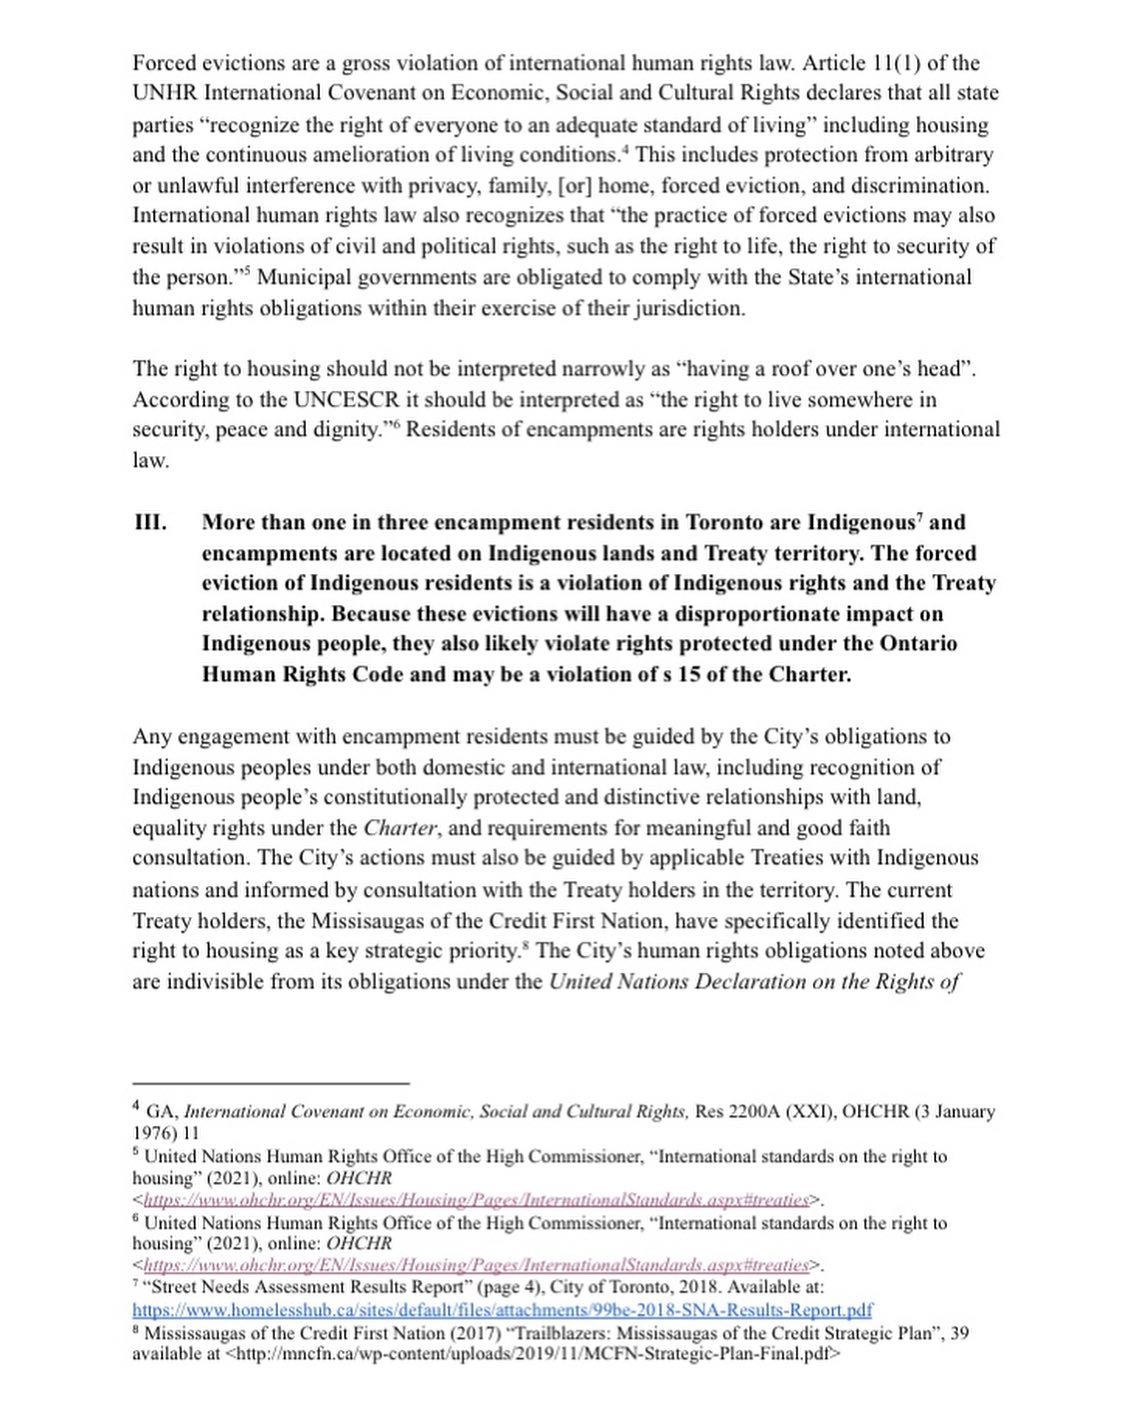 Forced evictions are a gross violation of international human rights law. Article 11(1) of the
UNHR International Covenant on Economic, Social and Cultural Rights declares that all state
parties “recognize the right of everyone to an adequate standard of living” including housing
and the continuous amelioration of living conditions.⁴ This includes protection from arbitrary
or unlawful interference with privacy, family, [or] home, forced eviction, and discrimination.
International human rights law also recognizes that “the practice of forced evictions may also
result in violations of civil and political rights, such as the right to life, the right to security of
the person.”⁵ Municipal governments are obligated to comply with the State’s international
human rights obligations within their exercise of their jurisdiction.
The right to housing should not be interpreted narrowly as “having a roof over one’s head”.
According to the UNCESCR it should be interpreted as “the right to live somewhere in
security, peace and dignity.”⁶ Residents of encampments are rights holders under international
law.
III. More than one in three encampment residents in Toronto are Indigenous⁷ and
encampments are located on Indigenous lands and Treaty territory. The forced
eviction of Indigenous residents is a violation of Indigenous rights and the Treaty
relationship. Because these evictions will have a disproportionate impact on
Indigenous people, they also likely violate rights protected under the Ontario
Human Rights Code and may be a violation of s 15 of the Charter.
Any engagement with encampment residents must be guided by the City’s obligations to
Indigenous peoples under both domestic and international law, including recognition of
Indigenous people’s constitutionally protected and distinctive relationships with land,
equality rights under the Charter, and requirements for meaningful and good faith
consultation. The City’s actions must also be guided by applicable Treaties with Indigenous
nations and informed by consultation with the Treaty holders in the territory. The current
Treaty holders, the Missisaugas of the Credit First Nation, have specifically identified the
right to housing as a key strategic priority.⁸ The City’s human rights obligations noted above
are indivisible from its obligations under the United Nations Declaration on the Rights of
⁴ GA, International Covenant on Economic, Social and Cultural Rights, Res 2200A (XXI), OHCHR (3 January
1976) 11
⁵ United Nations Human Rights Office of the High Commissioner, “International standards on the right to
housing” (2021), online: OHCHR
<https://www.ohchr.org/EN/Issues/Housing/Pages/InternationalStandards.aspx#treaties>.
⁶ United Nations Human Rights Office of the High Commissioner, “International standards on the right to
housing” (2021), online: OHCHR
<https://www.ohchr.org/EN/Issues/Housing/Pages/InternationalStandards.aspx#treaties>.
⁷ “Street Needs Assessment Results Report” (page 4), City of Toronto, 2018. Available at:
https://www.homelesshub.ca/sites/default/files/attachments/99be-2018-SNA-Results-Report.pdf
⁸ Mississaugas of the Credit First Nation (2017) “Trailblazers: Mississaugas of the Credit Strategic Plan”, 39
available at <http://mncfn.ca/wp-content/uploads/2019/11/MCFN-Strategic-Plan-Final.pdf>